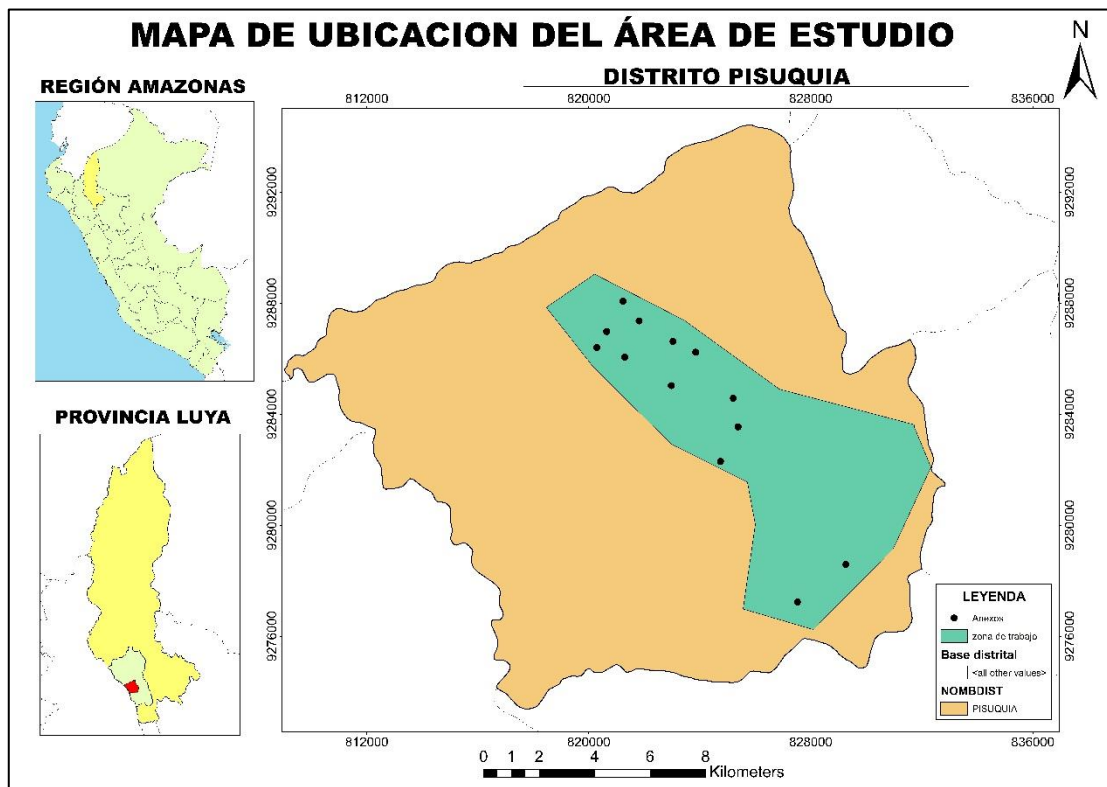 MAPA DE UBICACION DEL ÁREA DE ESTUDIO
N
REGIÓN AMAZONAS
DISTRITO PISUQUIA
812000 820000 828000 836000
9292000 9292000
9288000 9288000
9284000 9284000
9280000 9280000
9276000 9276000
PROVINCIA LUYA
LEYENDA
Anexos
zona de trabajo
Base distrital
<all other values>
NOMBDIST
PISUQUIA
812000 820000 828000 836000
0 1 2 4 6 8
Kilometers